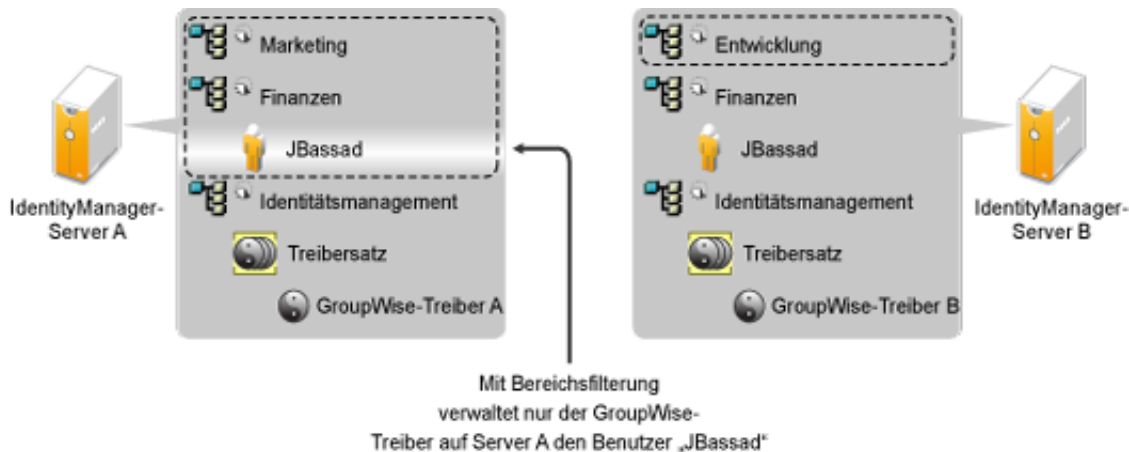 Marketing
Finanzen
JBassad
Identitätsmanagement
Treibersatz
GroupWise-Treiber A
IdentityManager-
Server A
Entwicklung
Finanzen
JBassad
Identitätsmanagement
Treibersatz
GroupWise-Treiber B
IdentityManager-
Server B
Mit Bereichsfilterung
verwaltet nur der GroupWise-
Treiber auf Server A den Benutzer „JBassad“